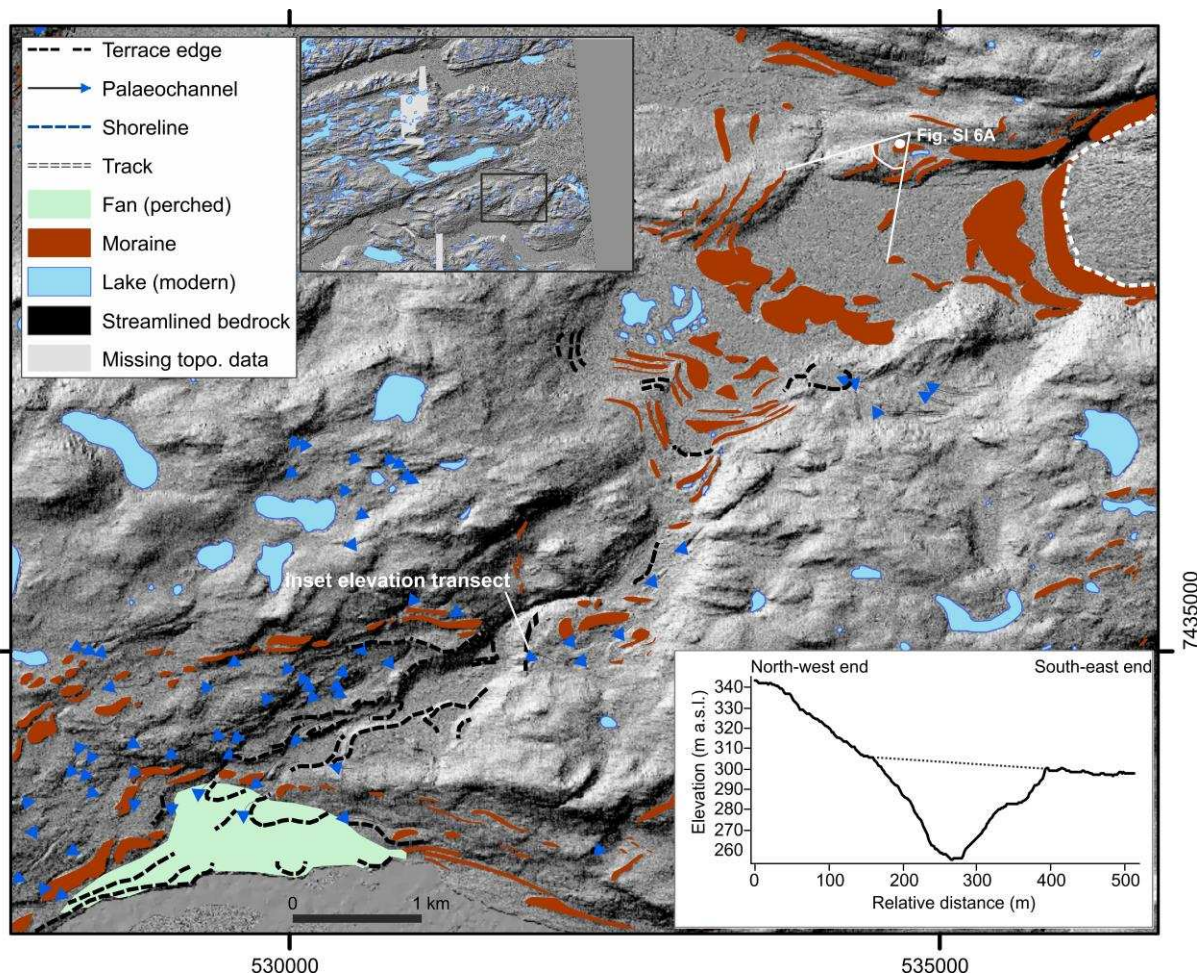 Terrace edge
Palaeochannel
Shoreline
Track
Fan (perched)
Moraine
Lake (modern)
Streamlined bedrock
Missing topo. data
Fig. SI 6A
Inset elevation transect
7435000
North-west end South-east end
Elevation (m a.s.l.)
340
330
320
310
300
290
280
270
260
0 100 200 300 400 500
Relative distance (m)
0 1 km
530000 535000